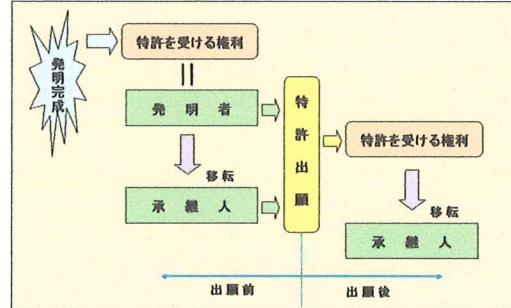 発明完成
特許を受ける権利
発明者
移転
承継人
特許出願
特許を受ける権利
移転
承継人
出願前
出願後